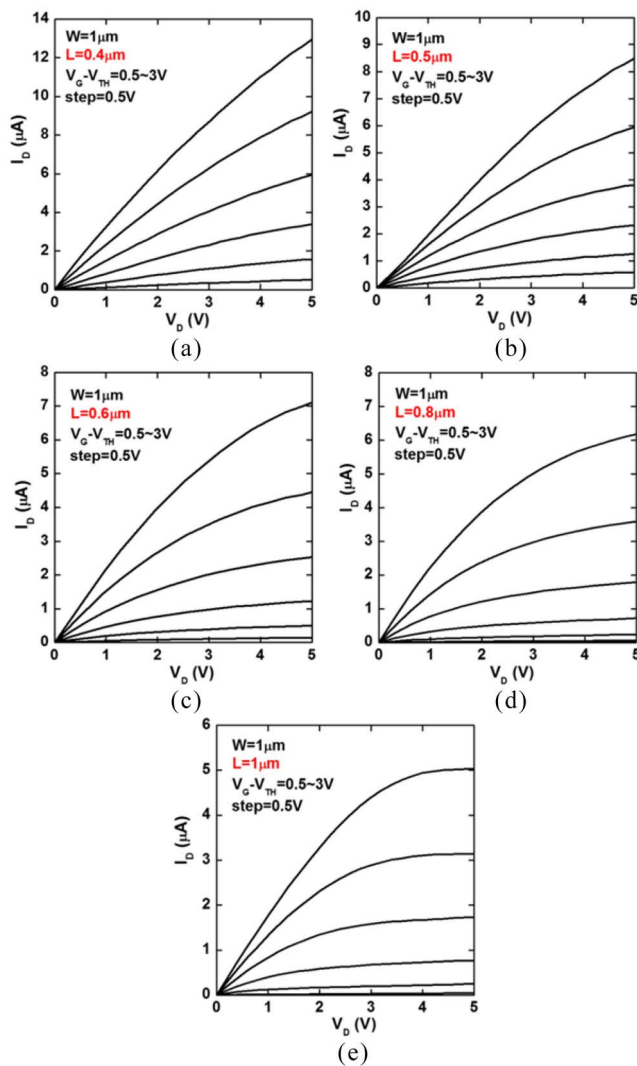 14
12
10
8
6
4
2
0
I_D (μA)
W=1μm
L=0.4μm
V_G-V_TH=0.5~3V
step=0.5V
0 1 2 3 4 5
V_D (V)
(a)
10
9
8
7
6
5
4
3
2
1
0
I_D (μA)
W=1μm
L=0.5μm
V_G-V_TH=0.5~3V
step=0.5V
0 1 2 3 4 5
V_D (V)
(b)
8
7
6
5
4
3
2
1
0
I_D (μA)
W=1μm
L=0.6μm
V_G-V_TH=0.5~3V
step=0.5V
0 1 2 3 4 5
V_D (V)
(c)
8
7
6
5
4
3
2
1
0
I_D (μA)
W=1μm
L=0.8μm
V_G-V_TH=0.5~3V
step=0.5V
0 1 2 3 4 5
V_D (V)
(d)
6
5
4
3
2
1
0
I_D (μA)
W=1μm
L=1μm
V_G-V_TH=0.5~3V
step=0.5V
0 1 2 3 4 5
V_D (V)
(e)